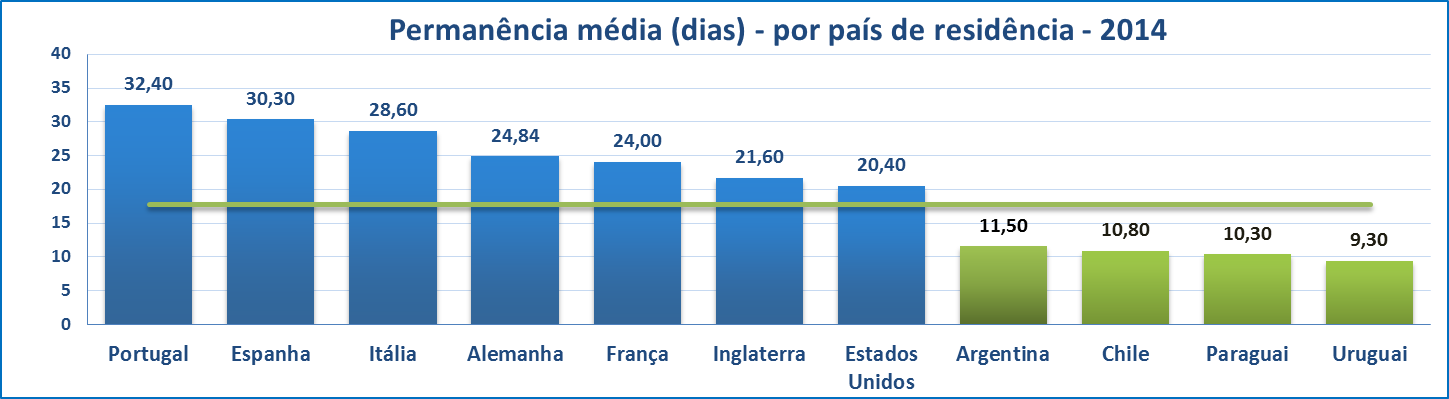 Permanência média (dias) - por país de residência - 2014
40
35
30
25
20
15
10
5
0
32,40
30,30
28,60
24,84
24,00
21,60
20,40
11,50
10,80
10,30
9,30
Portugal
Espanha
Itália
Alemanha
França
Inglaterra
Estados
Unidos
Argentina
Chile
Paraguai
Uruguai